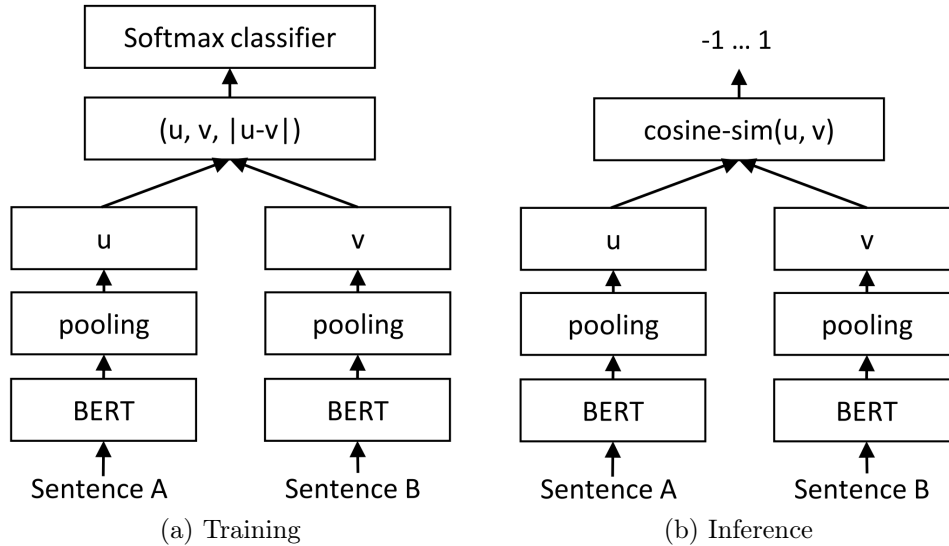 Softmax classifier
(u, v, |u-v|)
u
v
pooling
pooling
BERT
BERT
Sentence A
Sentence B
(a) Training
-1 … 1
cosine-sim(u, v)
u
v
pooling
pooling
BERT
BERT
Sentence A
Sentence B
(b) Inference